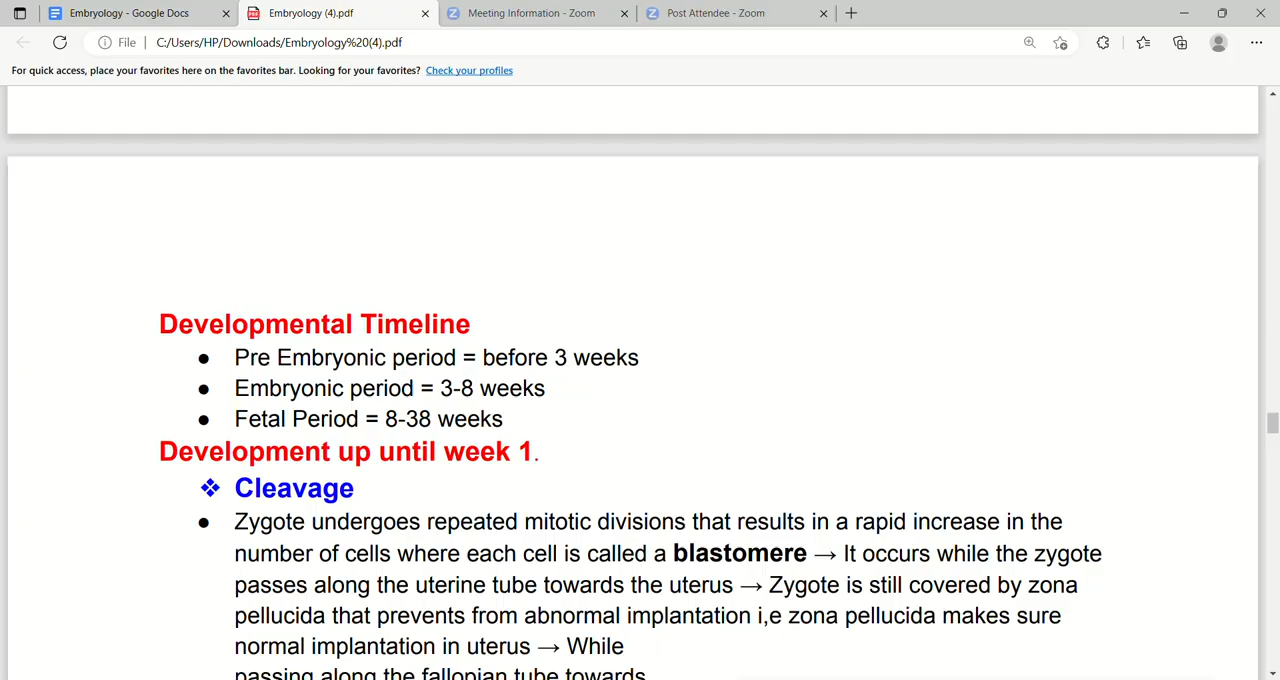 Embryology - Google Docs
Embryology (4).pdf
Meeting Information - Zoom
Post Attendee - Zoom
File
C:/Users/HP/Downloads/Embryology%20(4).pdf
For quick access, place your favorites here on the favorites bar. Looking for your favorites? Check your profiles
Developmental Timeline
● Pre Embryonic period = before 3 weeks
● Embryonic period = 3-8 weeks
● Fetal Period = 8-38 weeks
Development up until week 1.
❖ Cleavage
● Zygote undergoes repeated mitotic divisions that results in a rapid increase in the
number of cells where each cell is called a blastomere → It occurs while the zygote
passes along the uterine tube towards the uterus → Zygote is still covered by zona
pellucida that prevents from abnormal implantation i,e zona pellucida makes sure
normal implantation in uterus → While
passing along the fallopian tube towards